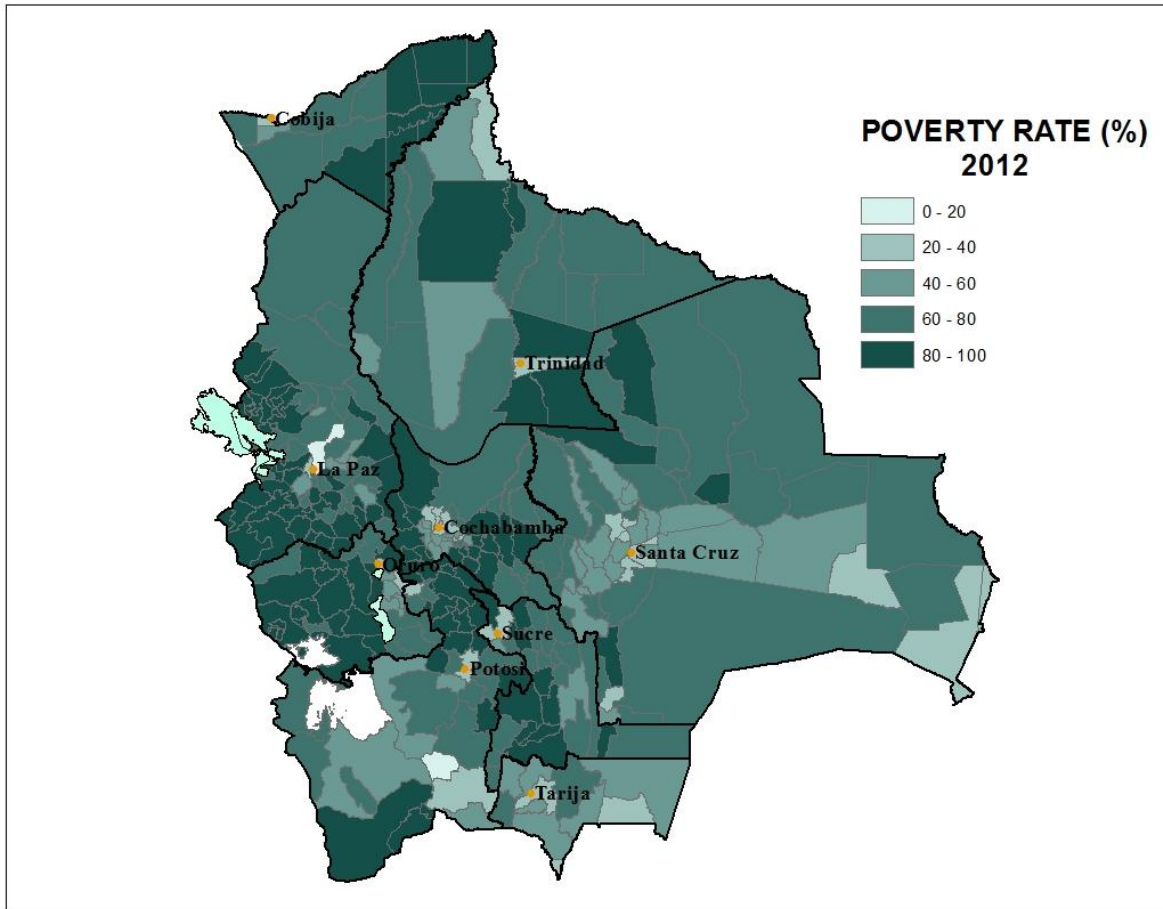 POVERTY RATE (%)
2012
0 - 20
20 - 40
40 - 60
60 - 80
80 - 100
Cobija
Trinidad
La Paz
Cochabamba
Santa Cruz
Oruro
Sucre
Potosi
Tarija